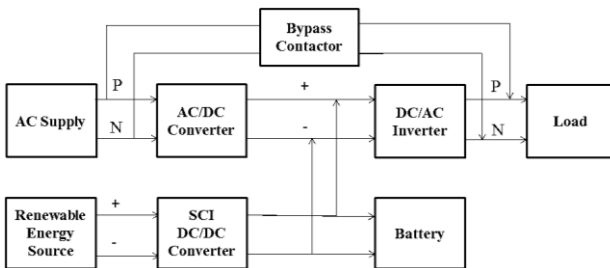 Bypass
Contactor
P
+
P
AC Supply
AC/DC
Converter
DC/AC
Inverter
Load
N
-
N
Renewable
Energy
Source
+
-
SCI
DC/DC
Converter
Battery